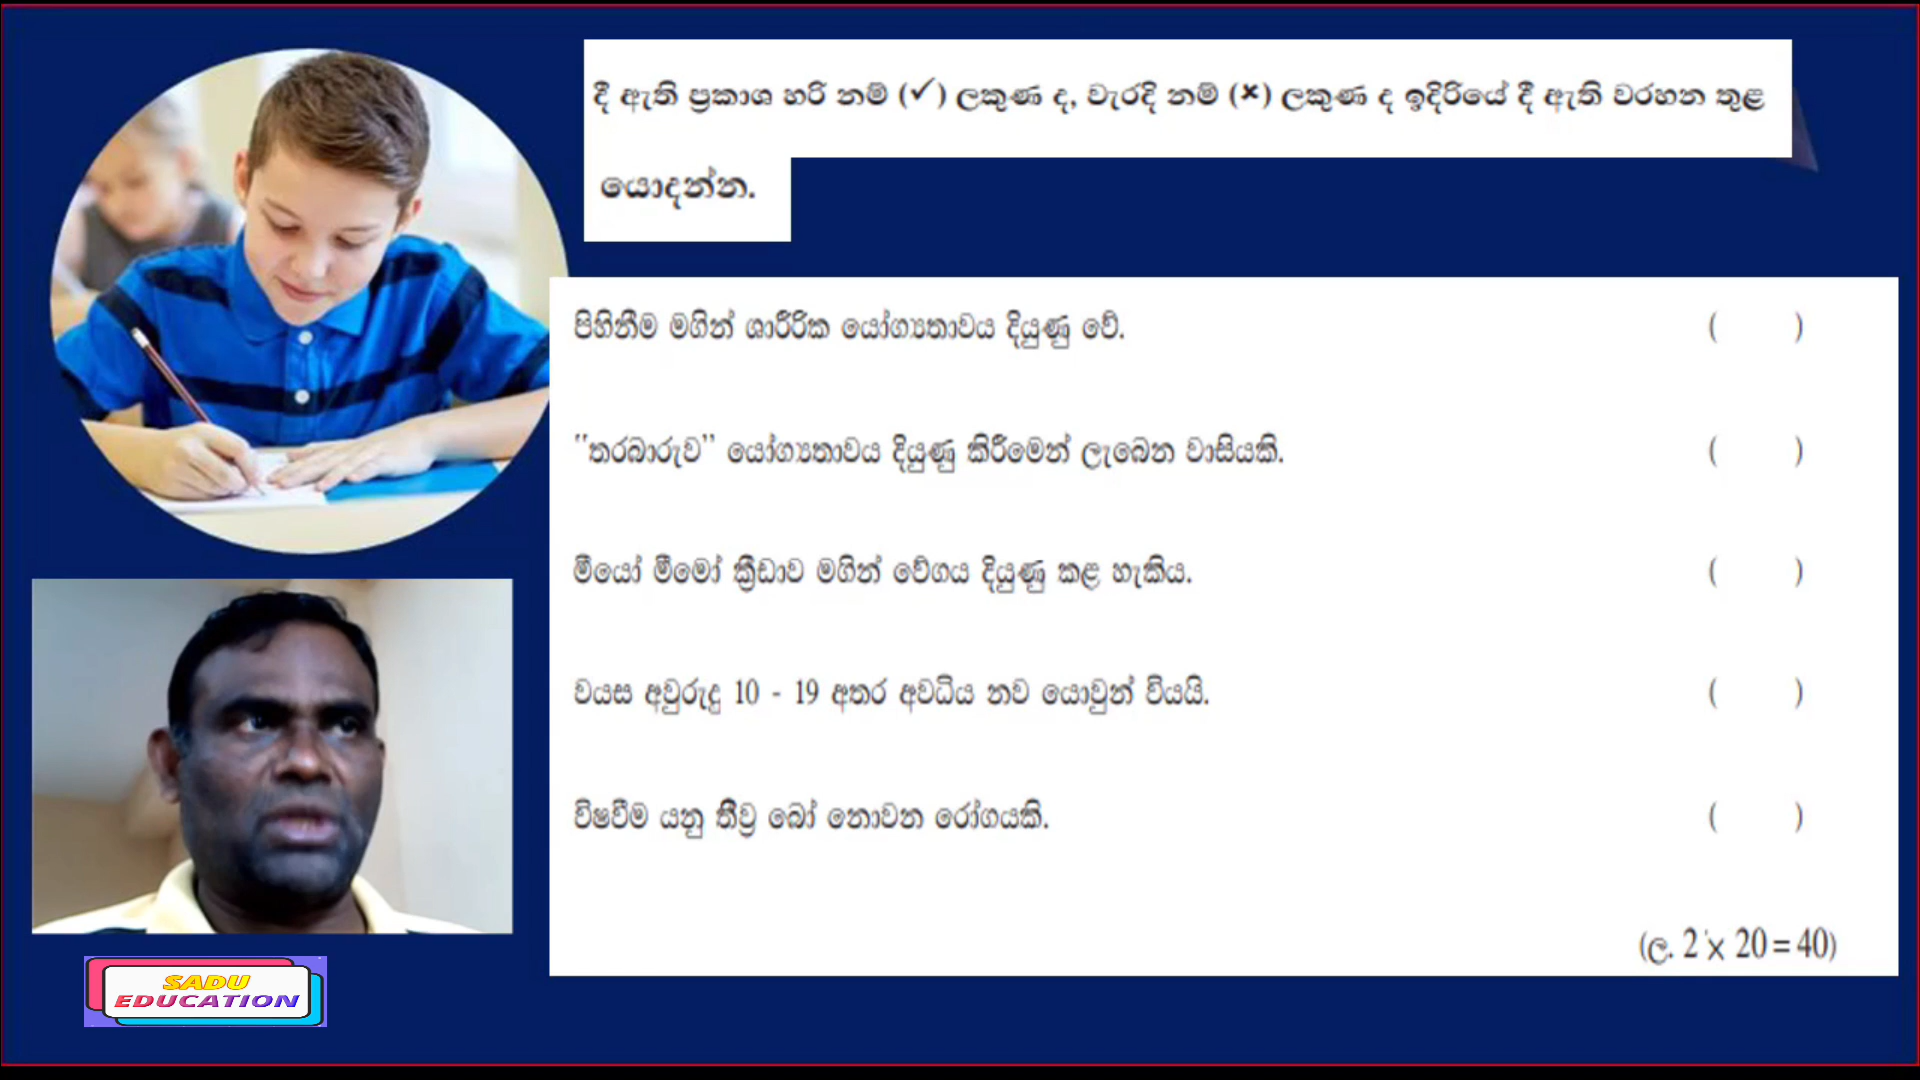 දී ඇති ප්‍රකාශ හරි නම් (✓) ලකුණ ද, වැරදි නම් (×) ලකුණ ද ඉදිරියේ දී ඇති වරහන තුළ
යොදන්න.
පිහිනීම මගින් ශාරීරික යෝග්‍යතාවය දියුණු වේ. (      )
"තරබාරුව" යෝග්‍යතාවය දියුණු කිරීමෙන් ලැබෙන වාසියකි. (      )
මීයෝ මීමෝ ක්‍රීඩාව මගින් වේගය දියුණු කළ හැකිය. (      )
වයස අවුරුදු 10 - 19 අතර අවධිය නව යොවුන් වියයි. (      )
විෂවීම යනු තීව්‍ර බෝ නොවන රෝගයකි. (      )
(ල. 2 x 20 = 40)
SADU
EDUCATION